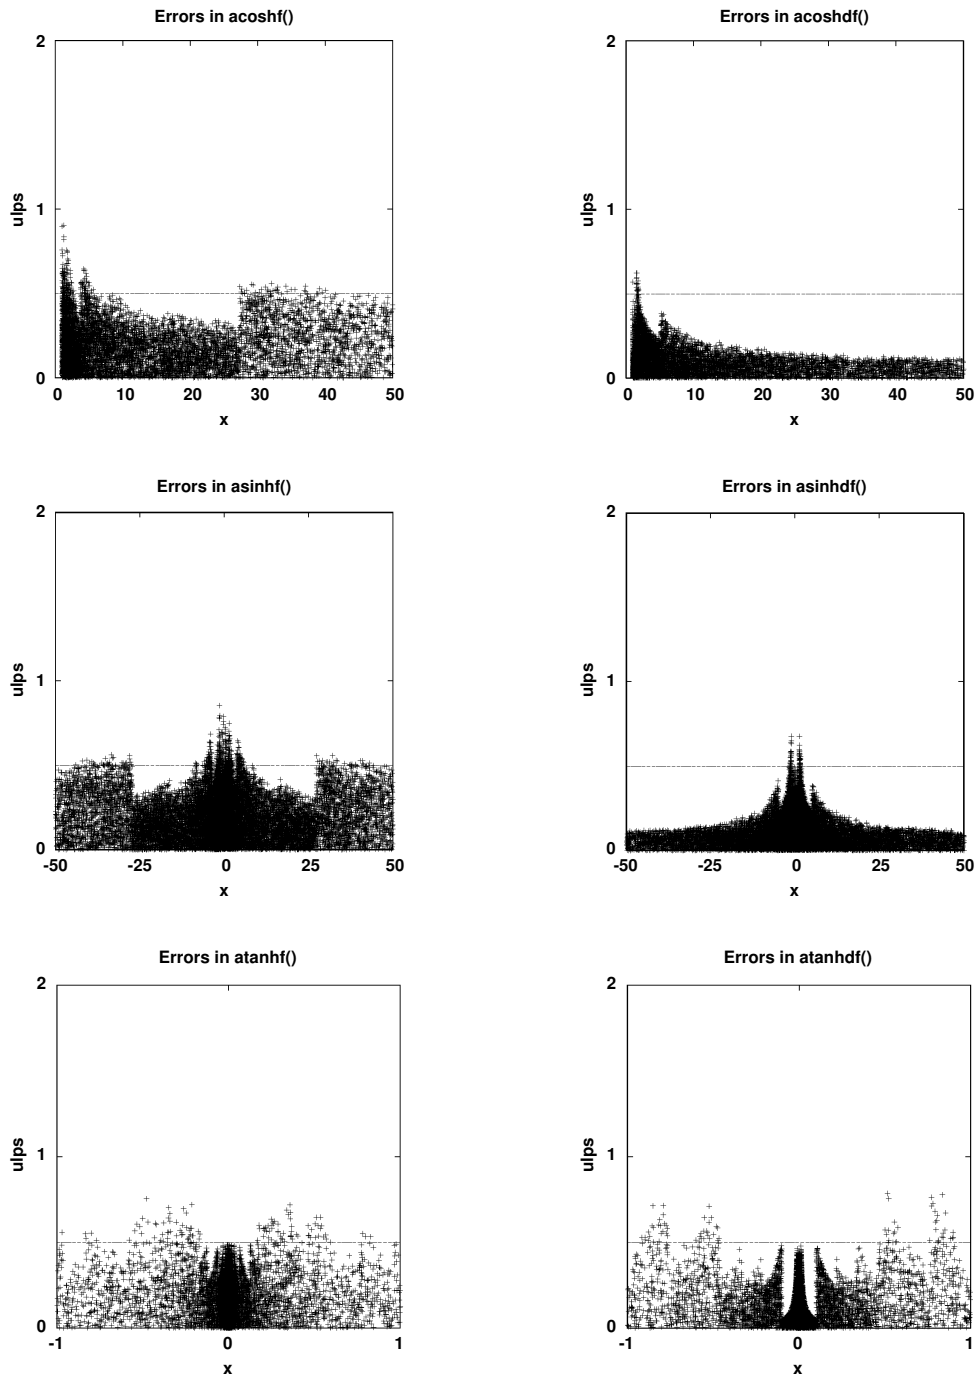 Errors in acoshf()
2
1
0
ulps
0 10 20 30 40 50
x
Errors in acoshdf()
2
1
0
ulps
0 10 20 30 40 50
x
Errors in asinhf()
2
1
0
ulps
-50 -25 0 25 50
x
Errors in asinhdf()
2
1
0
ulps
-50 -25 0 25 50
x
Errors in atanhf()
2
1
0
ulps
-1 0 1
x
Errors in atanhdf()
2
1
0
ulps
-1 0 1
x